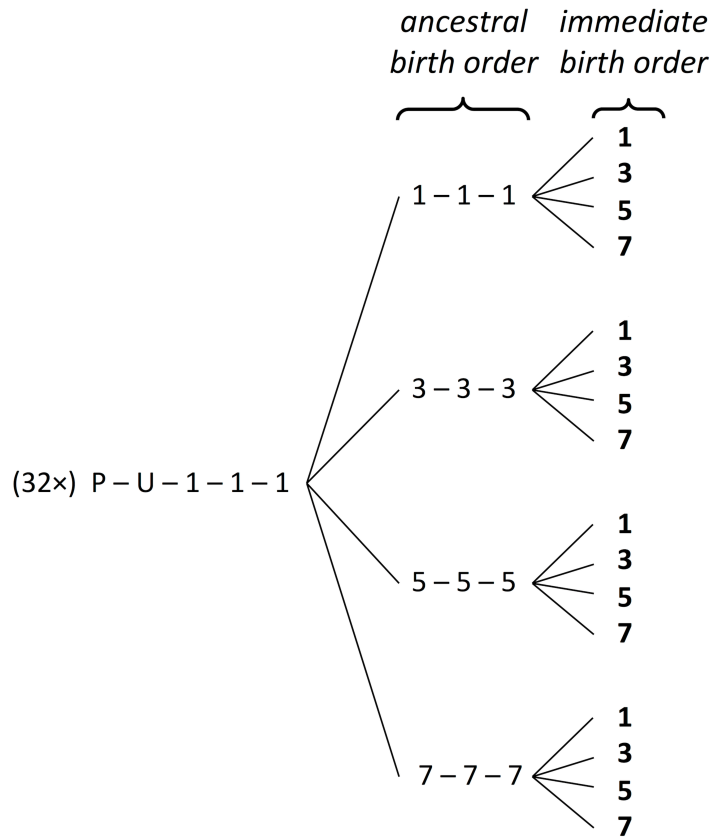 ancestral immediate
birth order birth order
1 – 1 – 1
1
3
5
7
3 – 3 – 3
1
3
5
7
(32×) P – U – 1 – 1 – 1
5 – 5 – 5
1
3
5
7
7 – 7 – 7
1
3
5
7